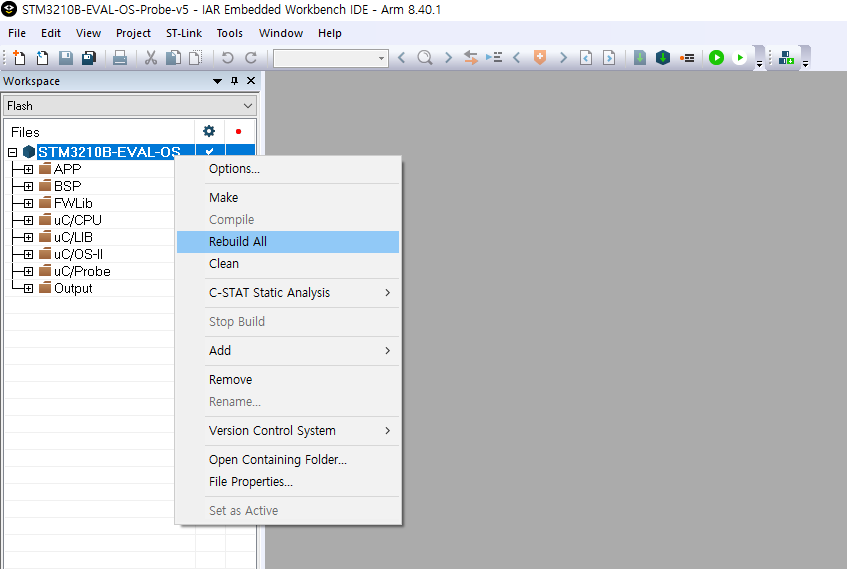 STM3210B-EVAL-OS-Probe-v5 - IAR Embedded Workbench IDE - Arm 8.40.1
File Edit View Project ST-Link Tools Window Help
Workspace
Flash
Files
STM3210B-EVAL-OS
APP
BSP
FWLib
uC/CPU
uC/LIB
uC/OS-II
uC/Probe
Output
Options...
Make
Compile
Rebuild All
Clean
C-STAT Static Analysis
Stop Build
Add
Remove
Rename...
Version Control System
Open Containing Folder...
File Properties...
Set as Active